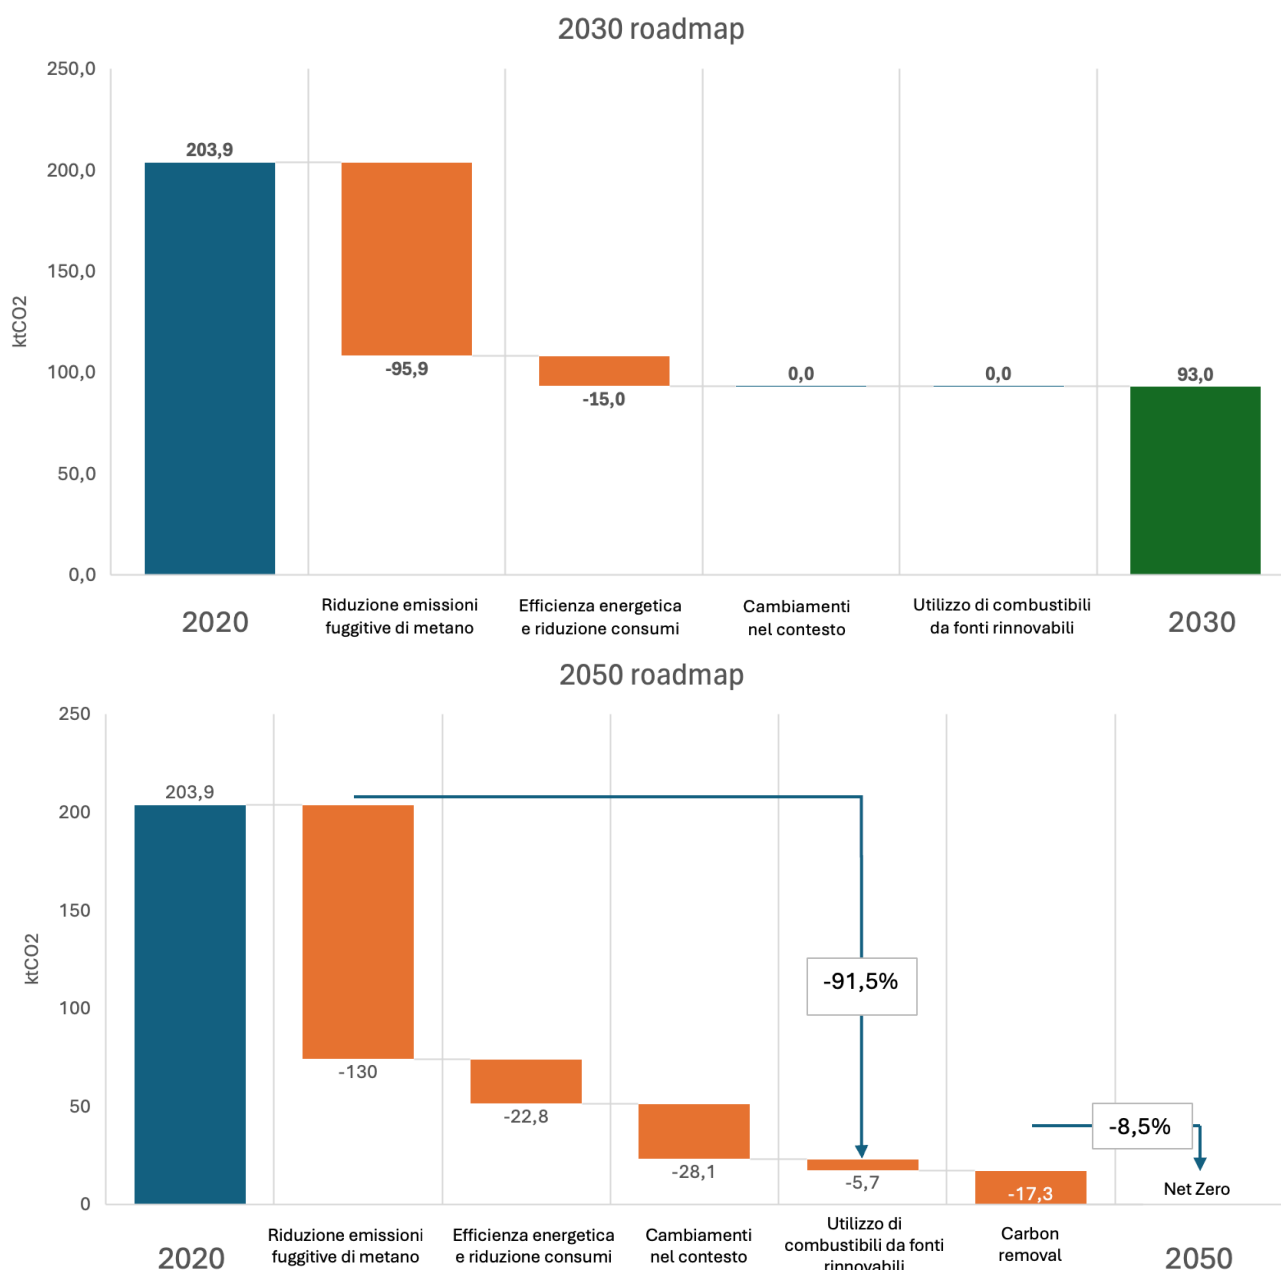 2030 roadmap
250,0
200,0
150,0
100,0
50,0
0,0
ktCO2
203,9
-95,9
-15,0
0,0
0,0
93,0
2020
Riduzione emissioni
fuggitive di metano
Efficienza energetica
e riduzione consumi
Cambiamenti
nel contesto
Utilizzo di combustibili
da fonti rinnovabili
2030
2050 roadmap
250
200
150
100
50
0
ktCO2
203,9
-130
-22,8
-28,1
-5,7
-17,3
-91,5%
-8,5%
Net Zero
2020
Riduzione emissioni
fuggitive di metano
Efficienza energetica
e riduzione consumi
Cambiamenti
nel contesto
Utilizzo di
combustibili da fonti
rinnovabili
Carbon
removal
2050